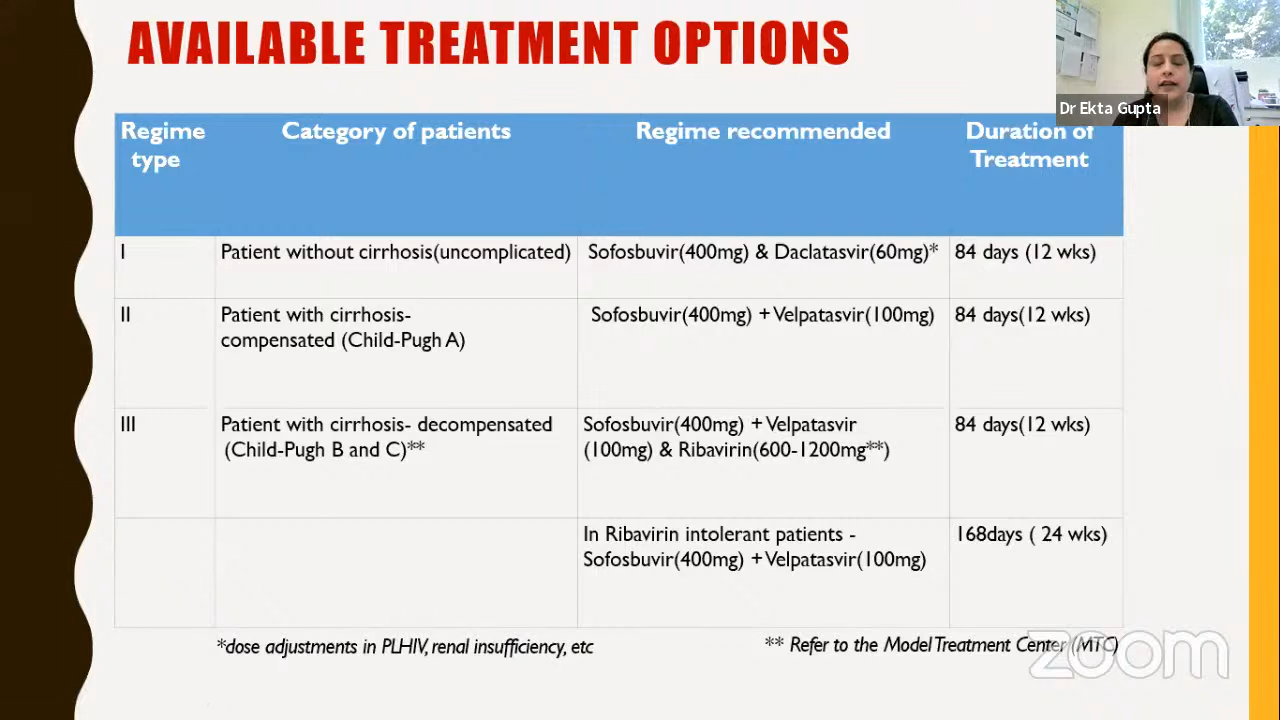 AVAILABLE TREATMENT OPTIONS
Dr Ekta Gupta
Regime type
Category of patients
Regime recommended
Duration of Treatment
I
Patient without cirrhosis(uncomplicated)
Sofosbuvir(400mg) & Daclatasvir(60mg)*
84 days (12 wks)
II
Patient with cirrhosis-
compensated (Child-Pugh A)
Sofosbuvir(400mg) + Velpatasvir(100mg)
84 days(12 wks)
III
Patient with cirrhosis- decompensated
(Child-Pugh B and C)**
Sofosbuvir(400mg) + Velpatasvir
(100mg) & Ribavirin(600-1200mg**)
84 days(12 wks)
In Ribavirin intolerant patients -
Sofosbuvir(400mg) + Velpatasvir(100mg)
168days ( 24 wks)
*dose adjustments in PLHIV, renal insufficiency, etc
** Refer to the Model Treatment Center (MTC)
zoom